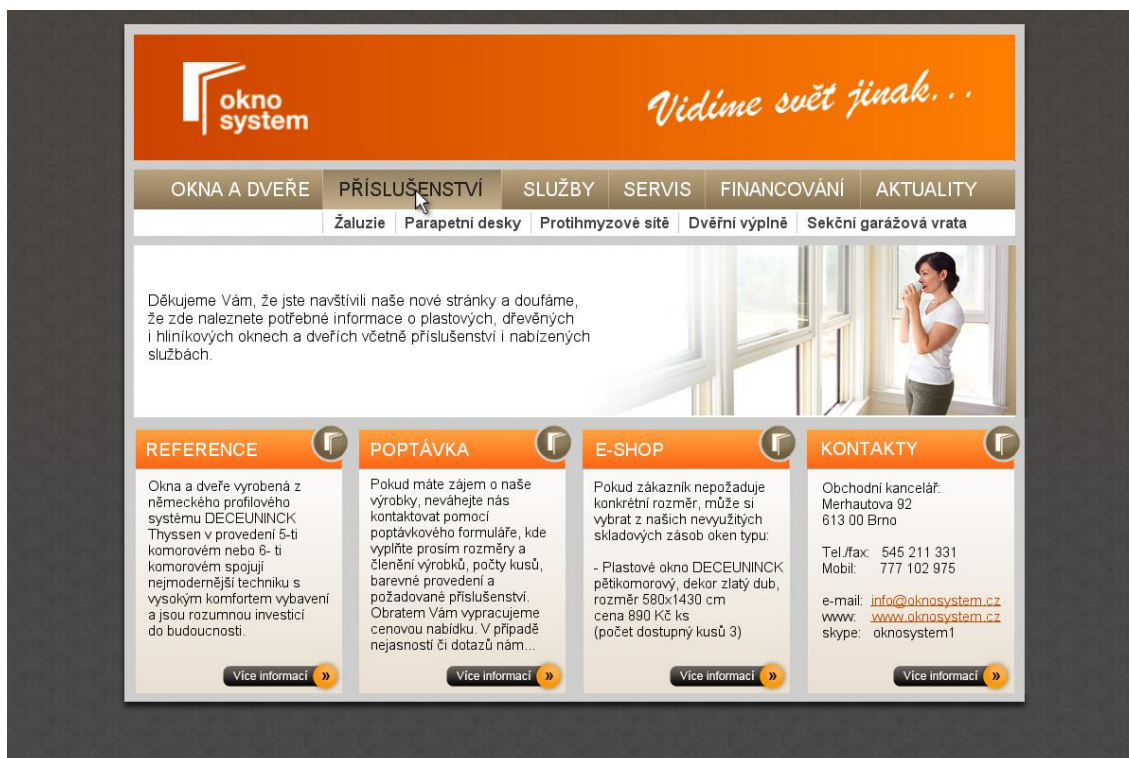 okno
system
Vidíme svět jinak...
OKNA A DVEŘE PŘÍSLUŠENSTVÍ SLUŽBY SERVIS FINANCOVÁNÍ AKTUALITY
Žaluzie Parapetní desky Protihmyzové sítě Dvěřní výplně Sekční garážová vrata
Děkujeme Vám, že jste navštívili naše nové stránky a doufáme,
že zde naleznete potřebné informace o plastových, dřevěných
i hliníkových oknech a dveřích včetně příslušenství i nabízených
službách.
REFERENCE
Okna a dveře vyrobená z
německého profilového
systému DECEUNINCK
Thyssen v provedení 5-ti
komorovém nebo 6- ti
komorovém spojují
nejmodernější techniku s
vysokým komfortem vybavení
a jsou rozumnou investicí
do budoucnosti.
Více informací »
POPTÁVKA
Pokud máte zájem o naše
výrobky, neváhejte nás
kontaktovat pomocí
poptávkového formuláře, kde
vyplňte prosím rozměry a
členění výrobků, počty kusů,
barevné provedení a
požadované příslušenství.
Obratem Vám vypracujeme
cenovou nabídku. V případě
nejasností či dotazů nám...
Více informací »
E-SHOP
Pokud zákazník nepožaduje
konkrétní rozměr, může si
vybrat z našich nevyužitých
skladových zásob oken typu:
- Plastové okno DECEUNINCK
pětikomorový, dekor zlatý dub,
rozměr 580x1430 cm
cena 890 Kč ks
(počet dostupný kusů 3)
Více informací »
KONTAKTY
Obchodní kancelář:
Merhautova 92
613 00 Brno
Tel./fax: 545 211 331
Mobil: 777 102 975
e-mail: info@oknosystem.cz
www: www.oknosystem.cz
skype: oknosystem1
Více informací »